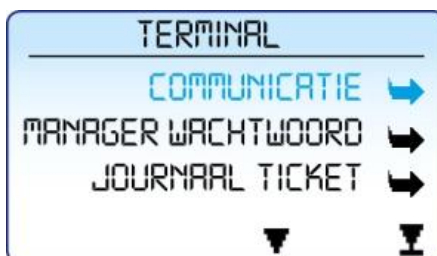 TERMINAL
COMMUNICATIE
MANAGER WACHTWOORD
JOURNAAL TICKET